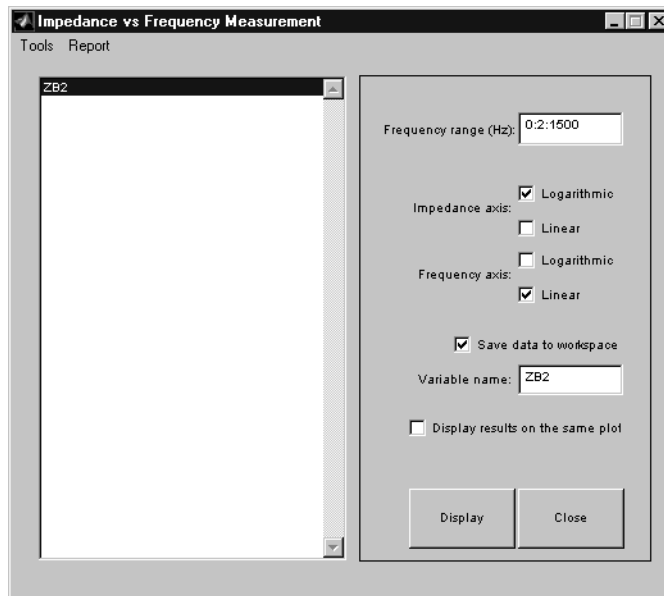 Impedance vs Frequency Measurement
Tools Report
ZB2
Frequency range (Hz): 0:2:1500
Logarithmic
Impedance axis:
Linear
Logarithmic
Frequency axis:
Linear
Save data to workspace
Variable name: ZB2
Display results on the same plot
Display Close